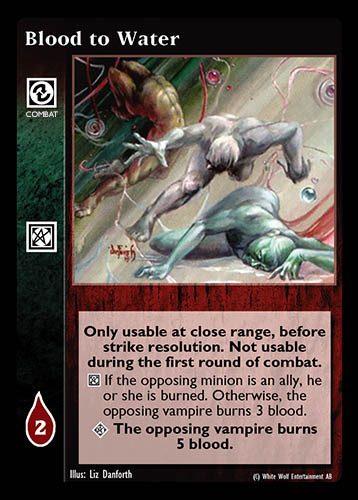 Blood to Water
COMBAT
Only usable at close range, before
strike resolution. Not usable
during the first round of combat.
If the opposing minion is an ally, he
or she is burned. Otherwise, the
opposing vampire burns 3 blood.
The opposing vampire burns
5 blood.
2
Illus: Liz Danforth
(C) White Wolf Entertainment AB